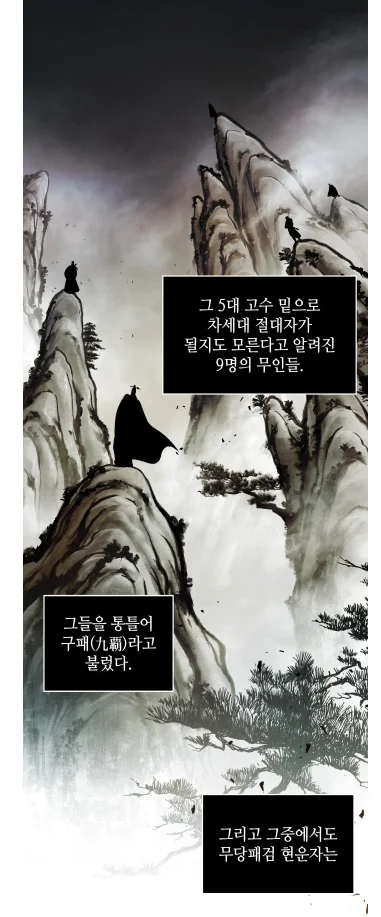 그 5대 고수 밑으로
차세대 절대자가
될지도 모른다고 알려진
9명의 무인들.
그들을 통틀어
구패(九覇)라고
불렀다.
그리고 그중에서도
무당패검 현운자는